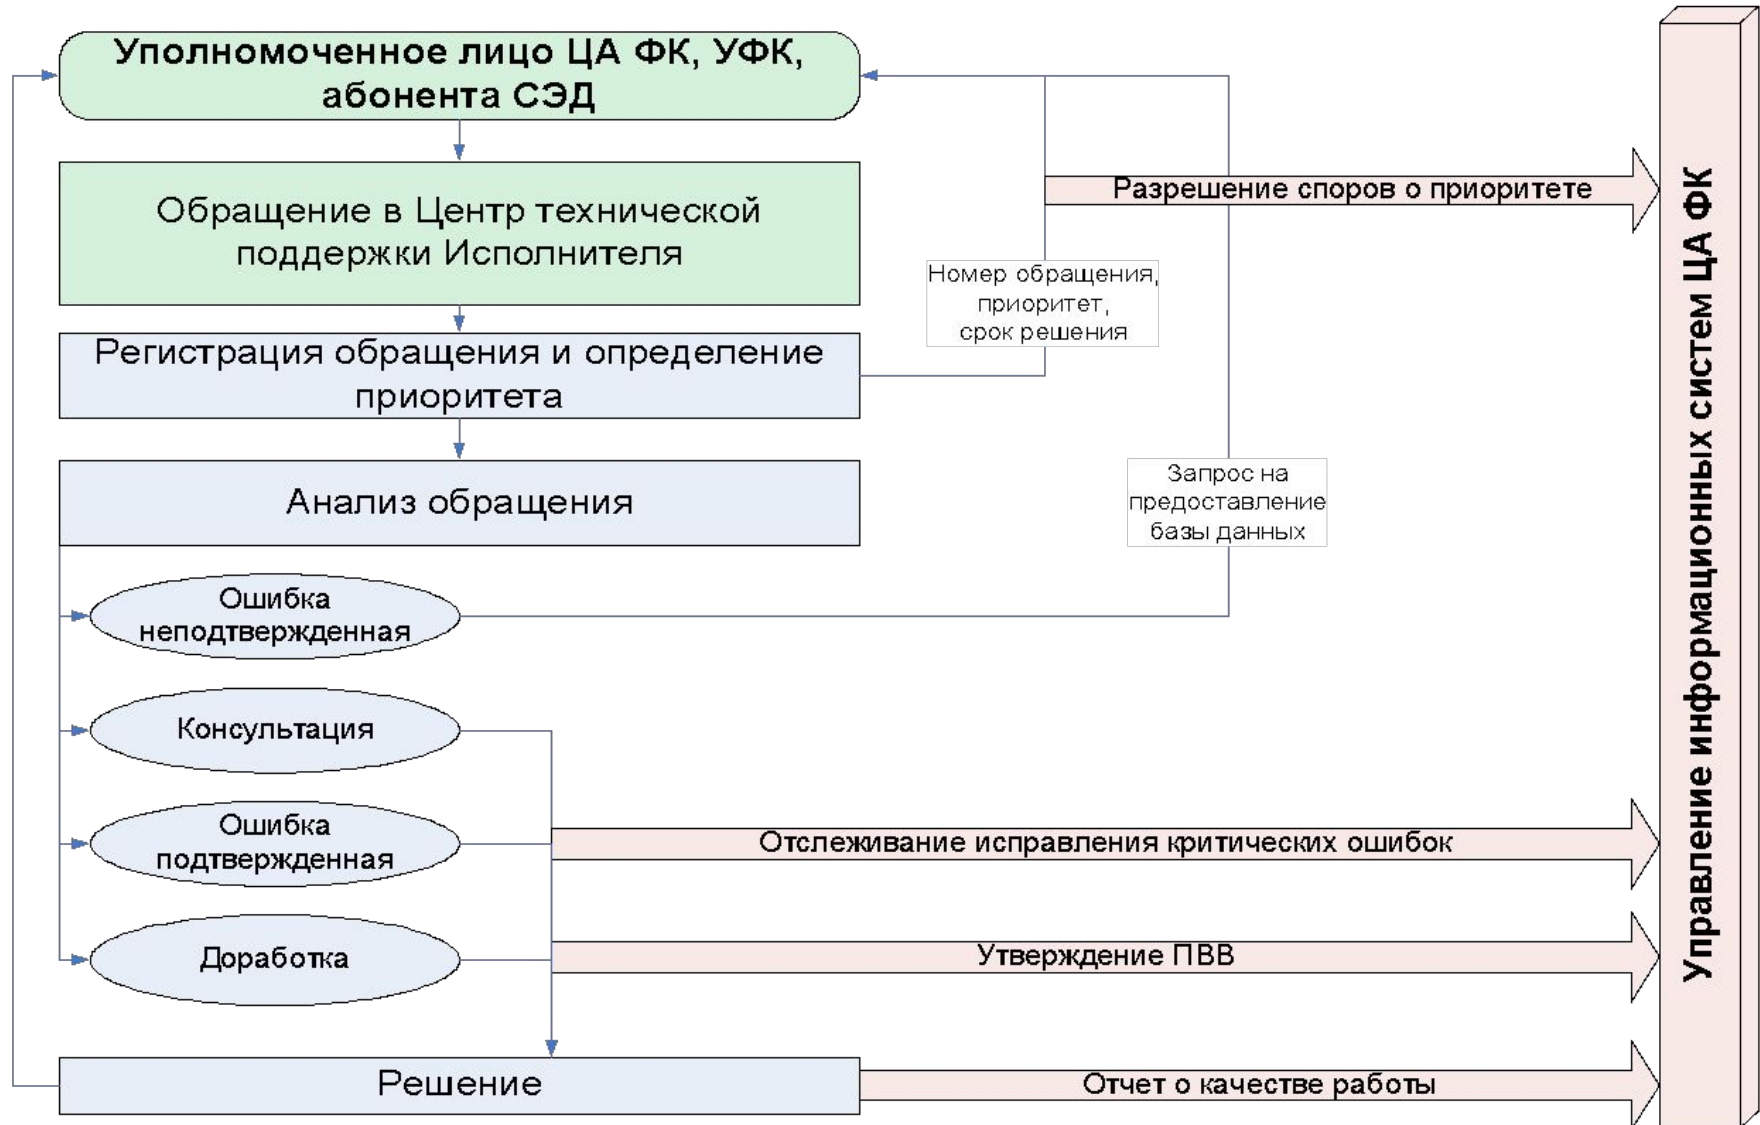 Уполномоченное лицо ЦА ФК, УФК,
абонента СЭД
Обращение в Центр технической
поддержки Исполнителя
Регистрация обращения и определение
приоритета
Анализ обращения
Ошибка
неподтвержденная
Консультация
Ошибка
подтвержденная
Доработка
Решение
Номер обращения,
приоритет,
срок решения
Запрос на
предоставление
базы данных
Разрешение споров о приоритете
Отслеживание исправления критических ошибок
Утверждение ПВВ
Отчет о качестве работы
Управление информационных систем ЦА ФК